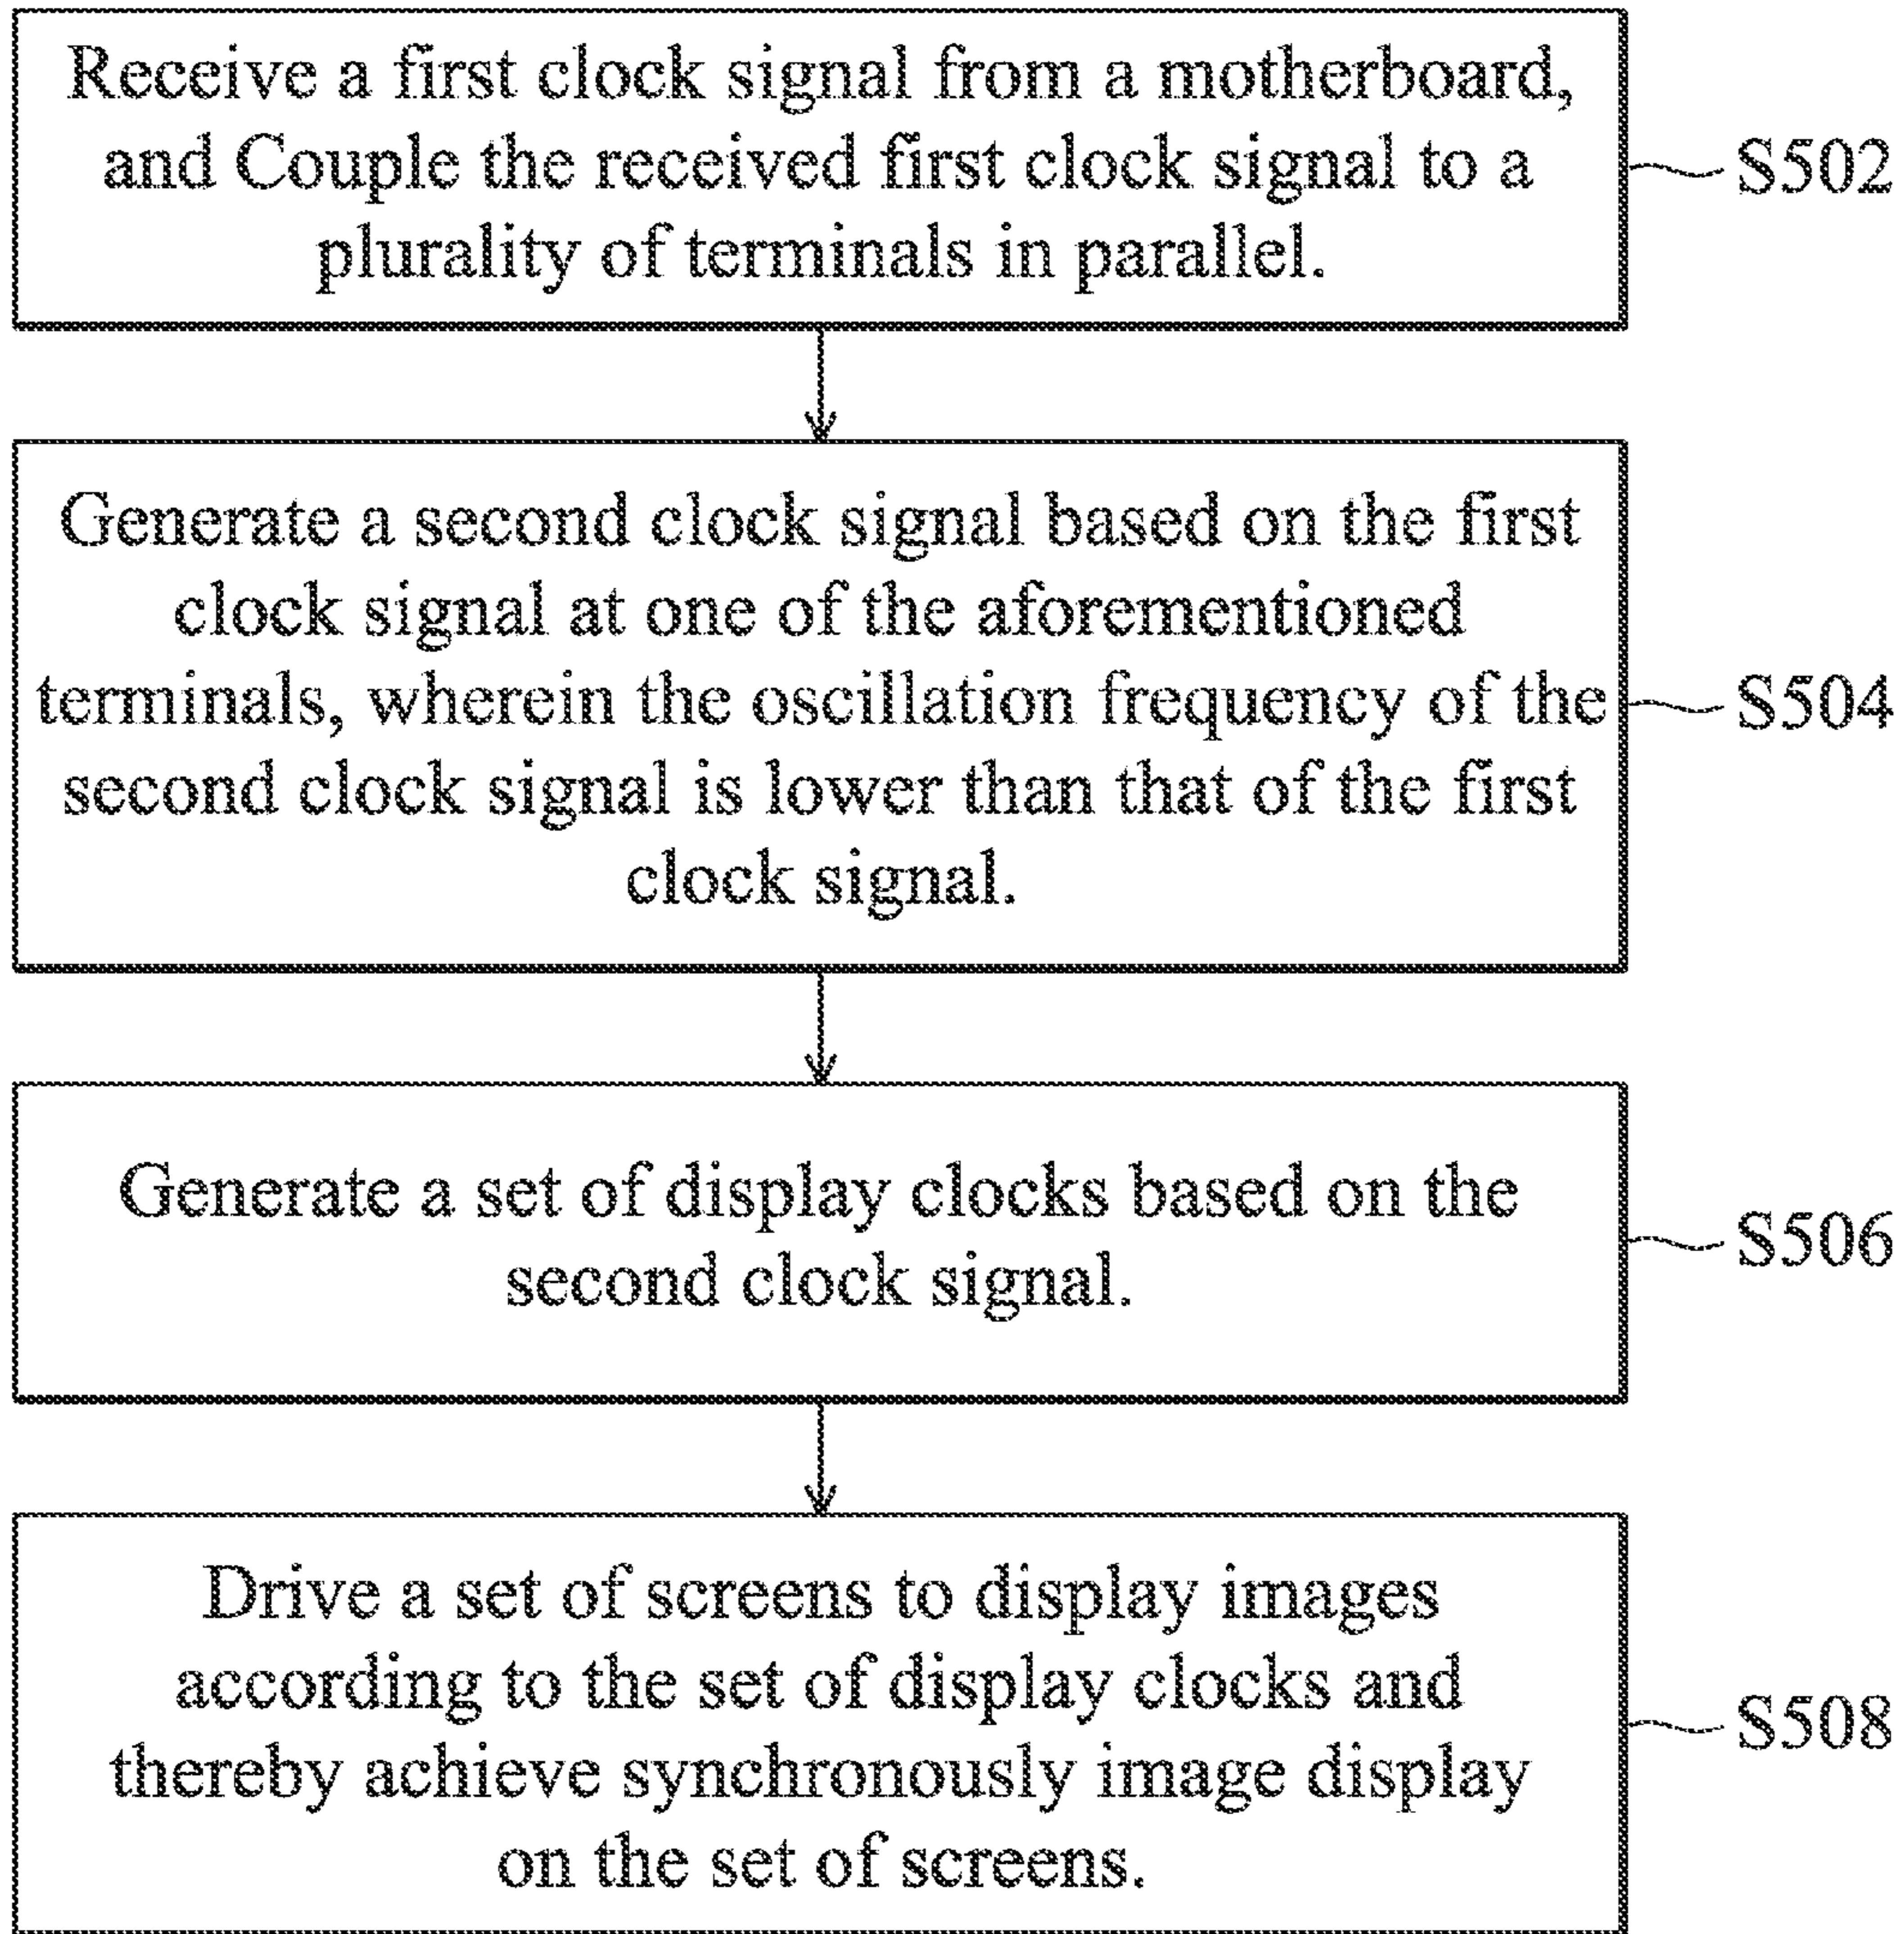 Receive a first clock signal from a motherboard,
and Couple the received first clock signal to a
plurality of terminals in parallel.
S502
Generate a second clock signal based on the first
clock signal at one of the aforementioned
terminals, wherein the oscillation frequency of the
second clock signal is lower than that of the first
clock signal.
S504
Generate a set of display clocks based on the
second clock signal.
S506
Drive a set of screens to display images
according to the set of display clocks and
thereby achieve synchronously image display
on the set of screens.
S508